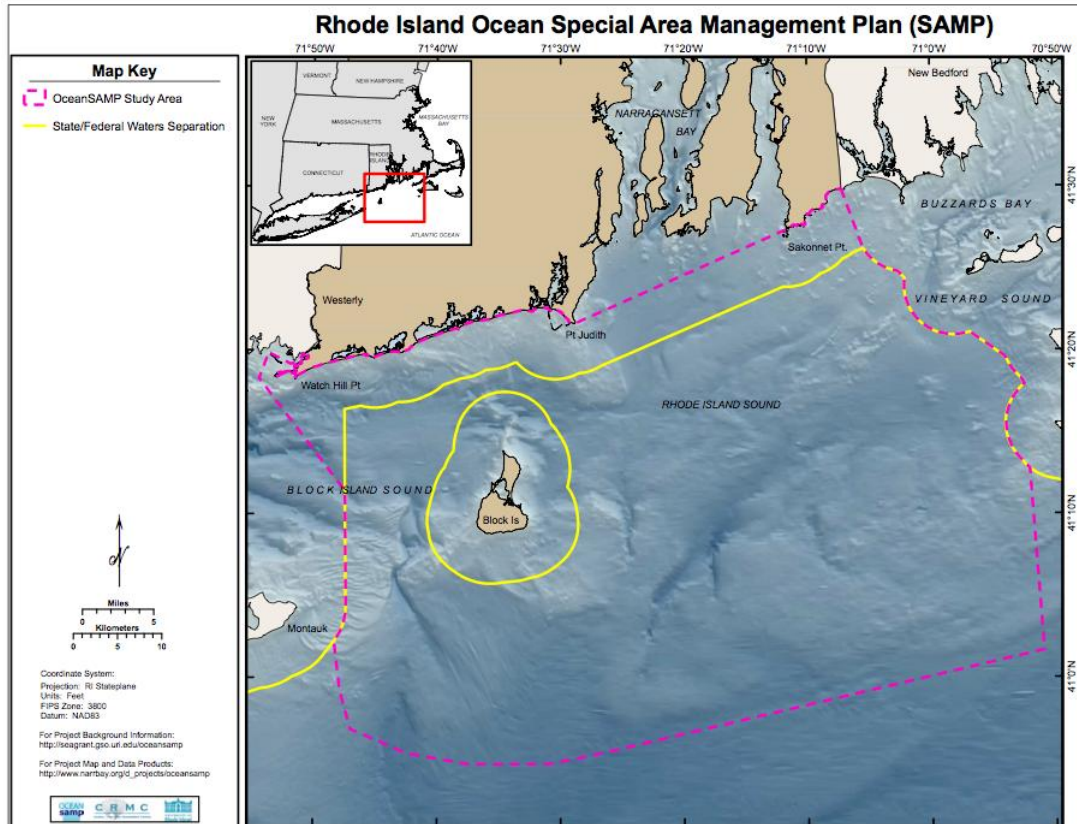 Rhode Island Ocean Special Area Management Plan (SAMP)
71°50'W
71°40'W
71°30'W
71°20'W
71°10'W
71°0'W
70°50'W
Map Key
OceanSAMP Study Area
State/Federal Waters Separation
VERMONT
NEW HAMPSHIRE
NEW
YORK
MASSACHUSETTS
MASSACHUSETTS
BAY
CONNECTICUT
RHODE
ISLAND
ATLANTIC OCEAN
New Bedford
NARRAGANSETT
BAY
41°30'N
BUZZARDS BAY
Sakonnet Pt.
Westerly
VINEYARD SOUND
Pt Judith
41°20'N
Watch Hill Pt
RHODE ISLAND SOUND
BLOCK ISLAND SOUND
Block Is
41°10'N
Montauk
41°0'N
N
Miles
0 5
Kilometers
0 5 10
Coordinate System:
Projection: RI Stateplane
Units: Feet
FIPS Zone: 3800
Datum: NAD83
For Project Background Information:
http://seagrant.gso.uri.edu/oceansamp
For Project Map and Data Products:
http://www.narrbay.org/d_projects/oceansamp
OCEAN
samp
CRMC